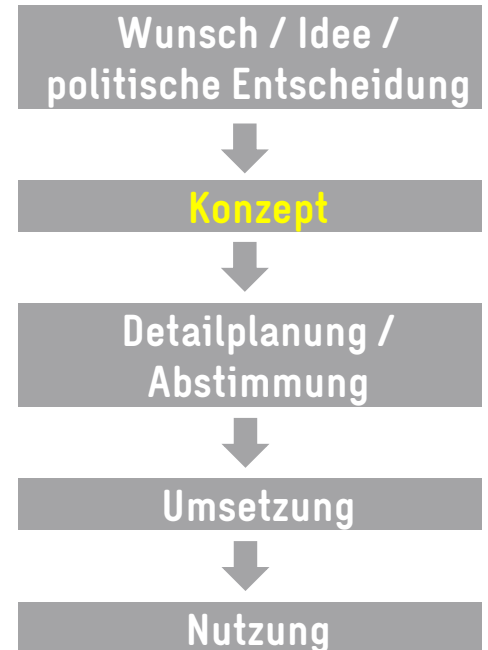 Wunsch / Idee /
politische Entscheidung
Konzept
Detailplanung /
Abstimmung
Umsetzung
Nutzung